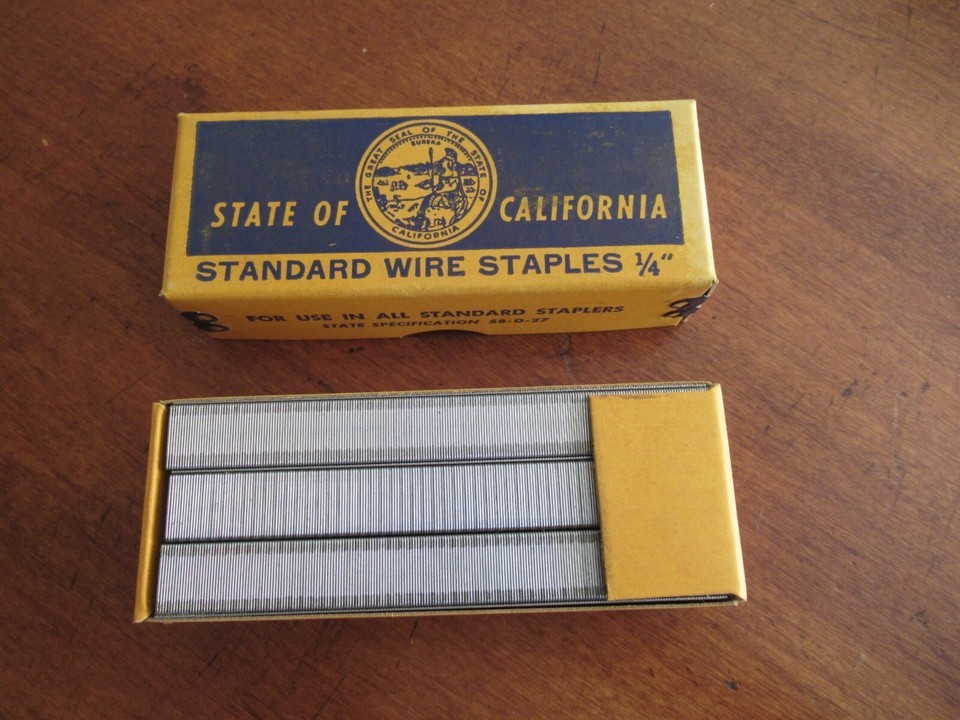 THE GREAT SEAL OF THE STATE OF CALIFORNIA
EUREKA
STATE OF CALIFORNIA
STANDARD WIRE STAPLES 1/4"
FOR USE IN ALL STANDARD STAPLERS
STATE SPECIFICATION SB-D-27